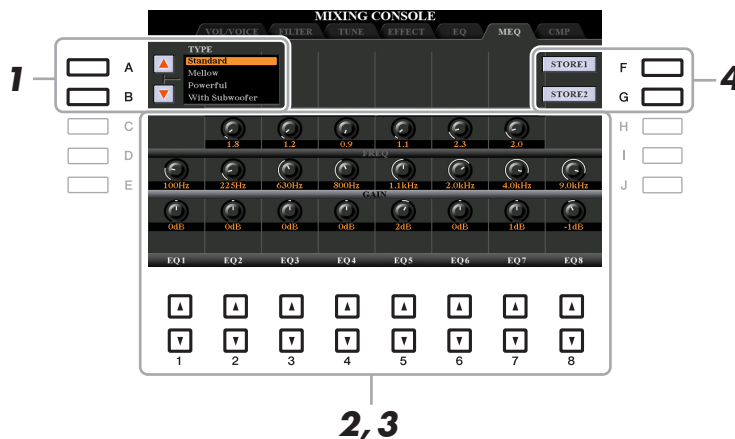 MIXING CONSOLE
VOL/VOICE FILTER TUNE EFFECT EQ MEQ CMP
TYPE
Standard
Mellow
Powerful
With Subwoofer
STORE1
STORE2
1
A
B
C
D
E
F
G
H
I
J
4
1.8 1.2 0.9 1.1 2.3 2.0
FREQ
100Hz 225Hz 630Hz 800Hz 1.1kHz 2.0kHz 4.0kHz 9.0kHz
GAIN
0dB 0dB 0dB 0dB 2dB 0dB 1dB -1dB
EQ1 EQ2 EQ3 EQ4 EQ5 EQ6 EQ7 EQ8
1 2 3 4 5 6 7 8
2, 3